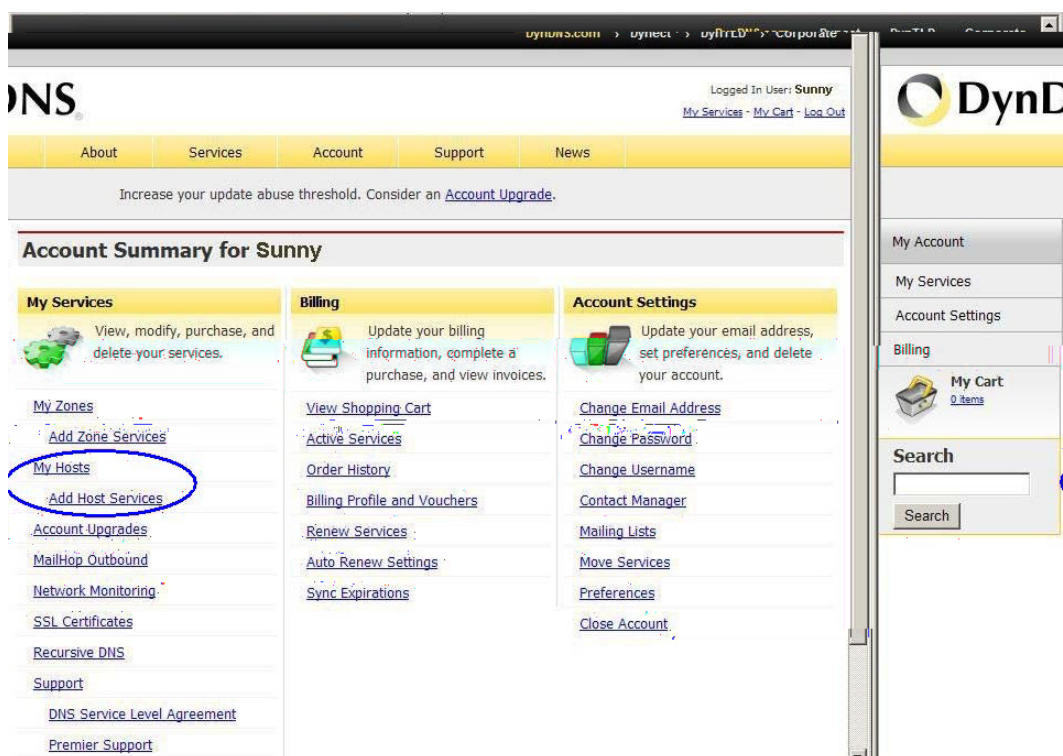 DynDNS.com › Dynect › DynTLD › Corporate
DNS
Logged In User: Sunny
My Services - My Cart - Log Out
About Services Account Support News
Increase your update abuse threshold. Consider an Account Upgrade.
Account Summary for Sunny
My Services
View, modify, purchase, and
delete your services.
My Zones
Add Zone Services
My Hosts
Add Host Services
Account Upgrades
MailHop Outbound
Network Monitoring
SSL Certificates
Recursive DNS
Support
DNS Service Level Agreement
Premier Support
Billing
Update your billing
information, complete a
purchase, and view invoices.
View Shopping Cart
Active Services
Order History
Billing Profile and Vouchers
Renew Services
Auto Renew Settings
Sync Expirations
Account Settings
Update your email address,
set preferences, and delete
your account.
Change Email Address
Change Password
Change Username
Contact Manager
Mailing Lists
Move Services
Preferences
Close Account
DynD
My Account
My Services
Account Settings
Billing
My Cart
0 items
Search
Search